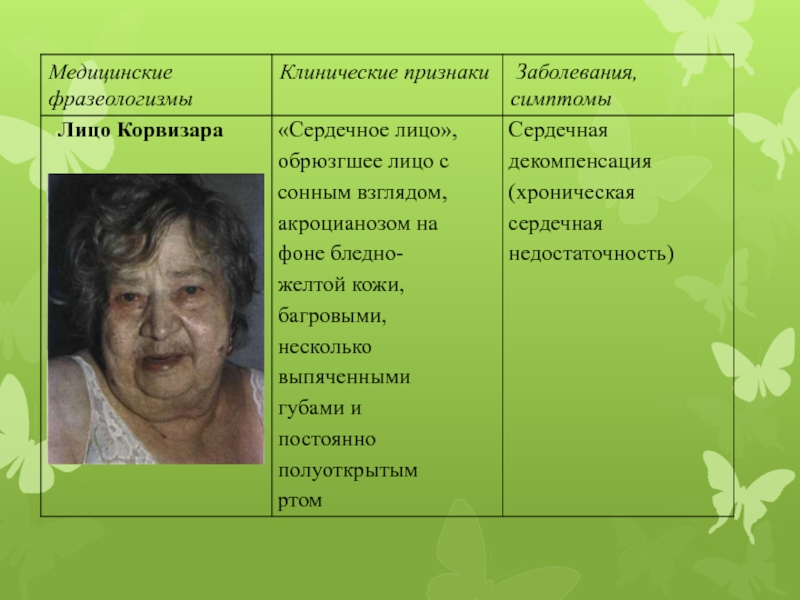 Медицинские
фразеологизмы
Клинические признаки
Заболевания,
симптомы
Лицо Корвизара
«Сердечное лицо»,
обрюзгшее лицо с
сонным взглядом,
акроцианозом на
фоне бледно-
желтой кожи,
багровыми,
несколько
выпяченными
губами и
постоянно
полуоткрытым
ртом
Сердечная
декомпенсация
(хроническая
сердечная
недостаточность)